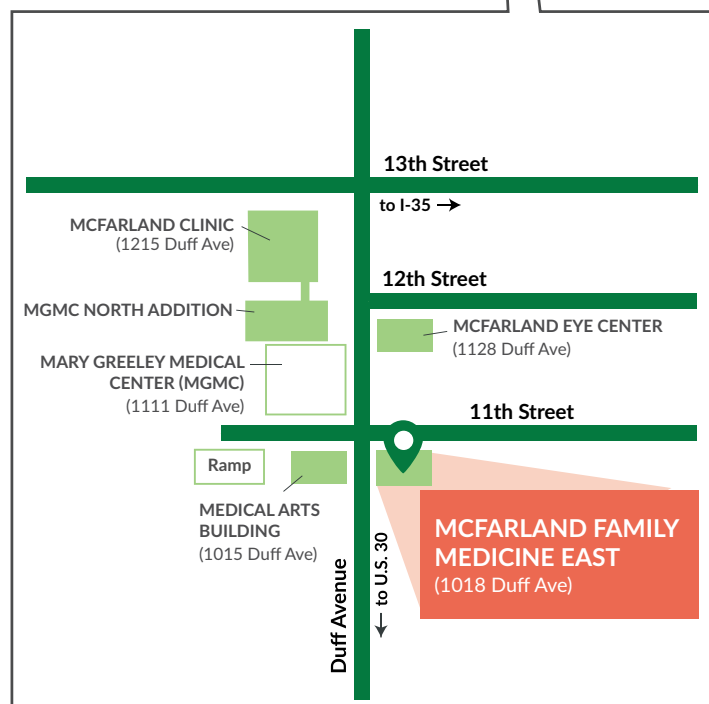 13th Street
to I-35 →
MCFARLAND CLINIC
(1215 Duff Ave)
12th Street
MGMC NORTH ADDITION
MCFARLAND EYE CENTER
(1128 Duff Ave)
MARY GREELEY MEDICAL
CENTER (MGMC)
(1111 Duff Ave)
11th Street
Ramp
MEDICAL ARTS
BUILDING
(1015 Duff Ave)
MCFARLAND FAMILY
MEDICINE EAST
(1018 Duff Ave)
Duff Avenue
← to U.S. 30